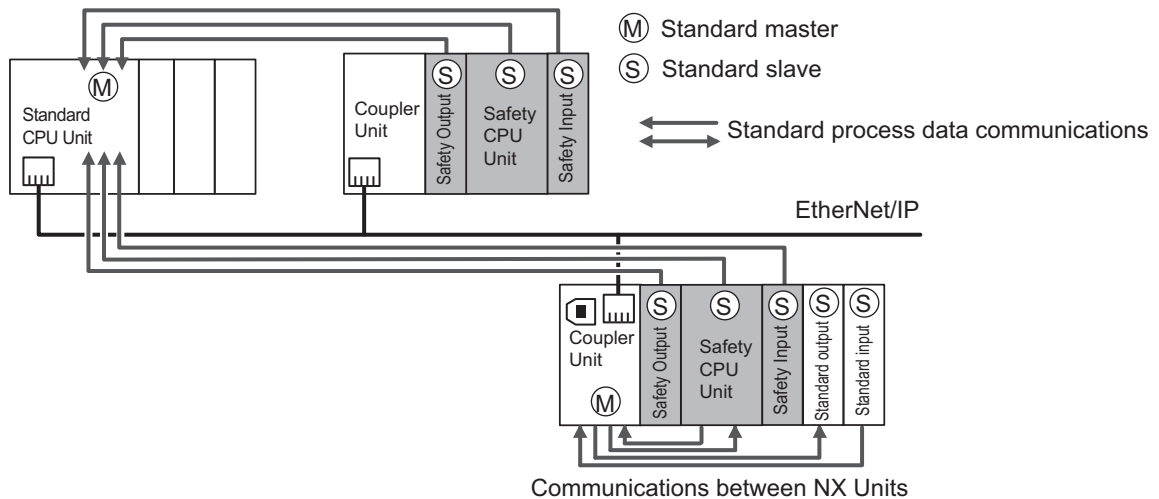 M Standard master
S Standard slave
Standard process data communications
M
Standard
CPU Unit
Coupler
Unit
S
Safety Output
S
Safety
CPU
Unit
S
Safety Input
EtherNet/IP
Coupler
Unit
M
S
Safety Output
S
Safety
CPU
Unit
S
Safety Input
S
Standard output
S
Standard input
Communications between NX Units